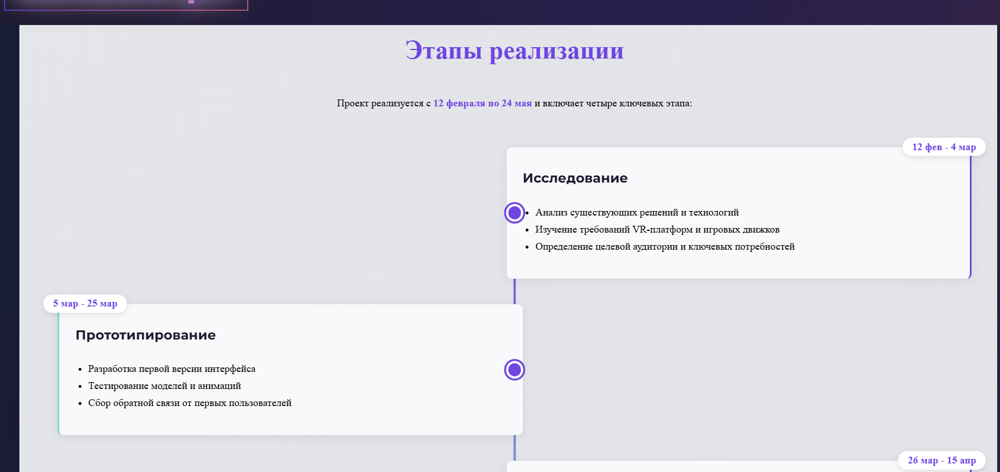 Этапы реализации
Проект реализуется с 12 февраля по 24 мая и включает четыре ключевых этапа:
12 фев - 4 мар
Исследование
• Анализ существующих решений и технологий
• Изучение требований VR-платформ и игровых движков
• Определение целевой аудитории и ключевых потребностей
5 мар - 25 мар
Прототипирование
• Разработка первой версии интерфейса
• Тестирование моделей и анимаций
• Сбор обратной связи от первых пользователей
26 мар - 15 апр